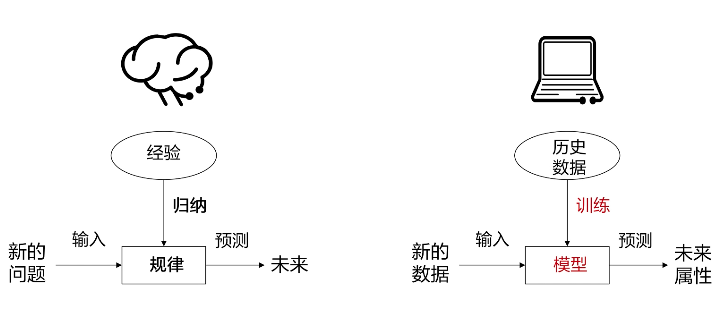 经验
归纳
新的
问题
输入
规律
预测
未来
历史
数据
训练
新的
数据
输入
模型
预测
未来
属性